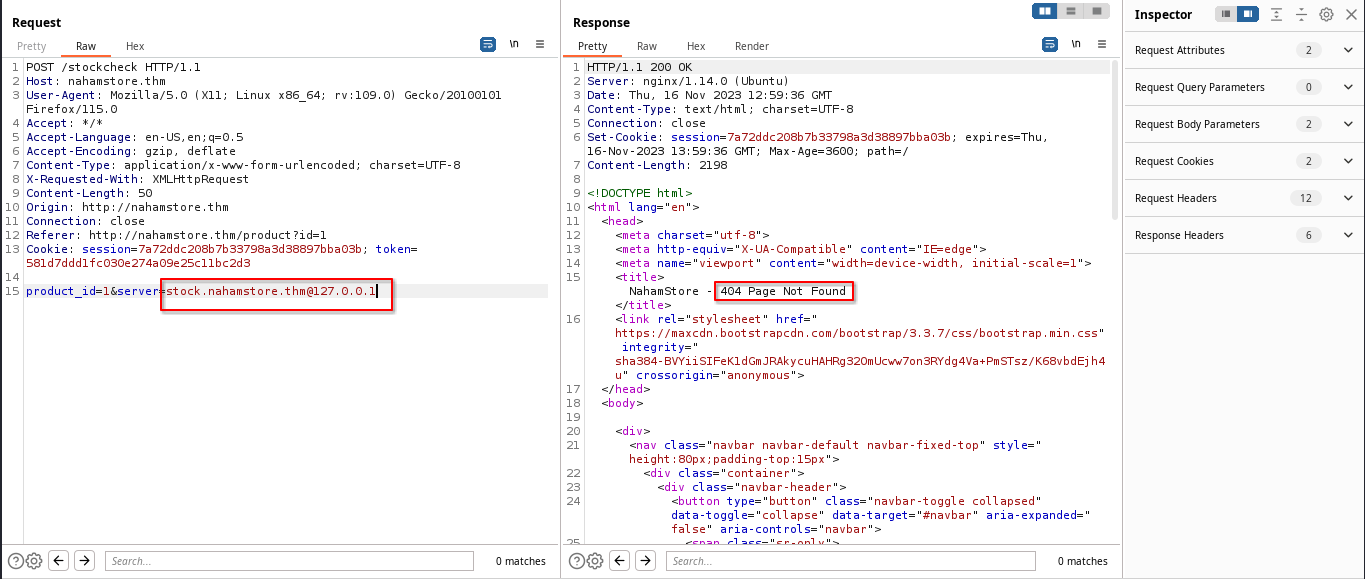 Request
Pretty Raw Hex \n
1 POST /stockcheck HTTP/1.1
2 Host: nahamstore.thm
3 User-Agent: Mozilla/5.0 (X11; Linux x86_64; rv:109.0) Gecko/20100101
Firefox/115.0
4 Accept: */*
5 Accept-Language: en-US,en;q=0.5
6 Accept-Encoding: gzip, deflate
7 Content-Type: application/x-www-form-urlencoded; charset=UTF-8
8 X-Requested-With: XMLHttpRequest
9 Content-Length: 50
10 Origin: http://nahamstore.thm
11 Connection: close
12 Referer: http://nahamstore.thm/product?id=1
13 Cookie: session=7a72ddc208b7b33798a3d38897bba03b; token=
581d7ddd1fc030e274a09e25c11bc2d3
14
15 product_id=1&server=stock.nahamstore.thm@127.0.0.1
Search...
0 matches
Response
Pretty Raw Hex Render \n
1 HTTP/1.1 200 OK
2 Server: nginx/1.14.0 (Ubuntu)
3 Date: Thu, 16 Nov 2023 12:59:36 GMT
4 Content-Type: text/html; charset=UTF-8
5 Connection: close
6 Set-Cookie: session=7a72ddc208b7b33798a3d38897bba03b; expires=Thu,
16-Nov-2023 13:59:36 GMT; Max-Age=3600; path=/
7 Content-Length: 2198
8
9 <!DOCTYPE html>
10 <html lang="en">
11 <head>
12 <meta charset="utf-8">
13 <meta http-equiv="X-UA-Compatible" content="IE=edge">
14 <meta name="viewport" content="width=device-width, initial-scale=1">
15 <title>
NahamStore - 404 Page Not Found
</title>
16 <link rel="stylesheet" href="
https://maxcdn.bootstrapcdn.com/bootstrap/3.3.7/css/bootstrap.min.css"
integrity="
sha384-BVYiiSIFeK1dGmJRAkycuHAHRg32OmUcww7on3RYdg4Va+PmSTsz/K68vbdEjh4
u" crossorigin="anonymous">
17 </head>
18 <body>
19
20 <div>
21 <nav class="navbar navbar-default navbar-fixed-top" style="
height:80px;padding-top:15px">
22 <div class="container">
23 <div class="navbar-header">
24 <button type="button" class="navbar-toggle collapsed"
data-toggle="collapse" data-target="#navbar" aria-expanded="
false" aria-controls="navbar">
25 <span class="sr-only">
Search...
0 matches
Inspector
Request Attributes 2
Request Query Parameters 0
Request Body Parameters 2
Request Cookies 2
Request Headers 12
Response Headers 6